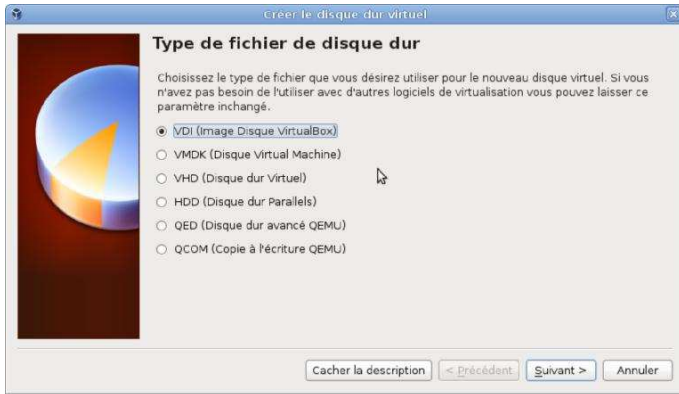 Créer le disque dur virtuel
Type de fichier de disque dur
Choisissez le type de fichier que vous désirez utiliser pour le nouveau disque virtuel. Si vous
n'avez pas besoin de l'utiliser avec d'autres logiciels de virtualisation vous pouvez laisser ce
paramètre inchangé.
VDI (Image Disque VirtualBox)
VMDK (Disque Virtual Machine)
VHD (Disque dur Virtuel)
HDD (Disque dur Parallels)
QED (Disque dur avancé QEMU)
QCOM (Copie à l'écriture QEMU)
Cacher la description < Précédent Suivant > Annuler